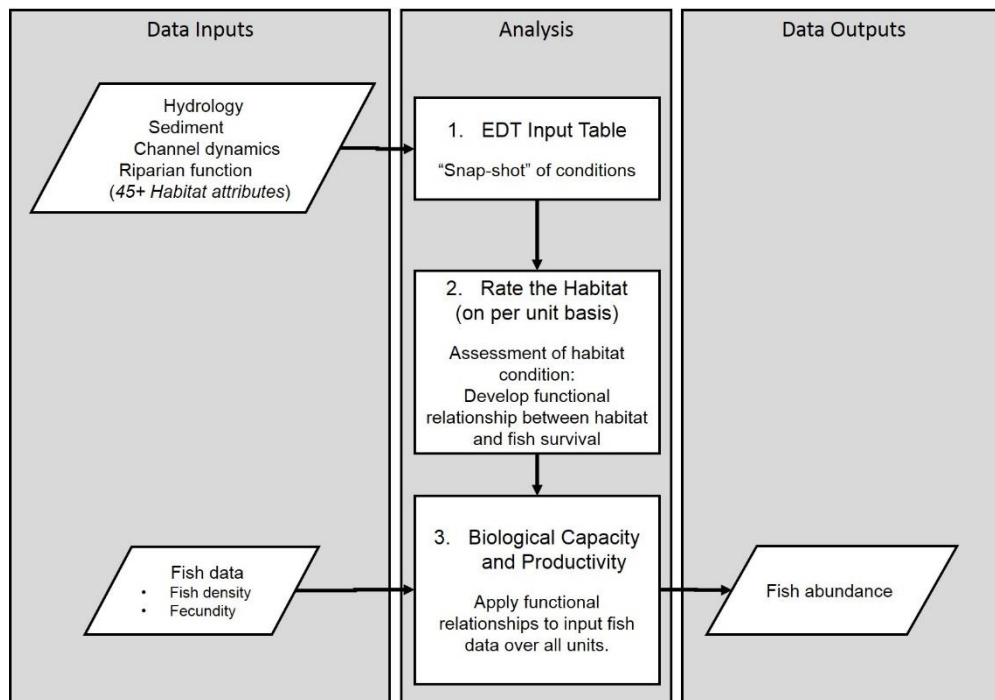 Data Inputs
Hydrology
Sediment
Channel dynamics
Riparian function
(45+ Habitat attributes)
Fish data
• Fish density
• Fecundity
Analysis
1. EDT Input Table
“Snap-shot” of conditions
2. Rate the Habitat
(on per unit basis)
Assessment of habitat
condition:
Develop functional
relationship between habitat
and fish survival
3. Biological Capacity
and Productivity
Apply functional
relationships to input fish
data over all units.
Data Outputs
Fish abundance